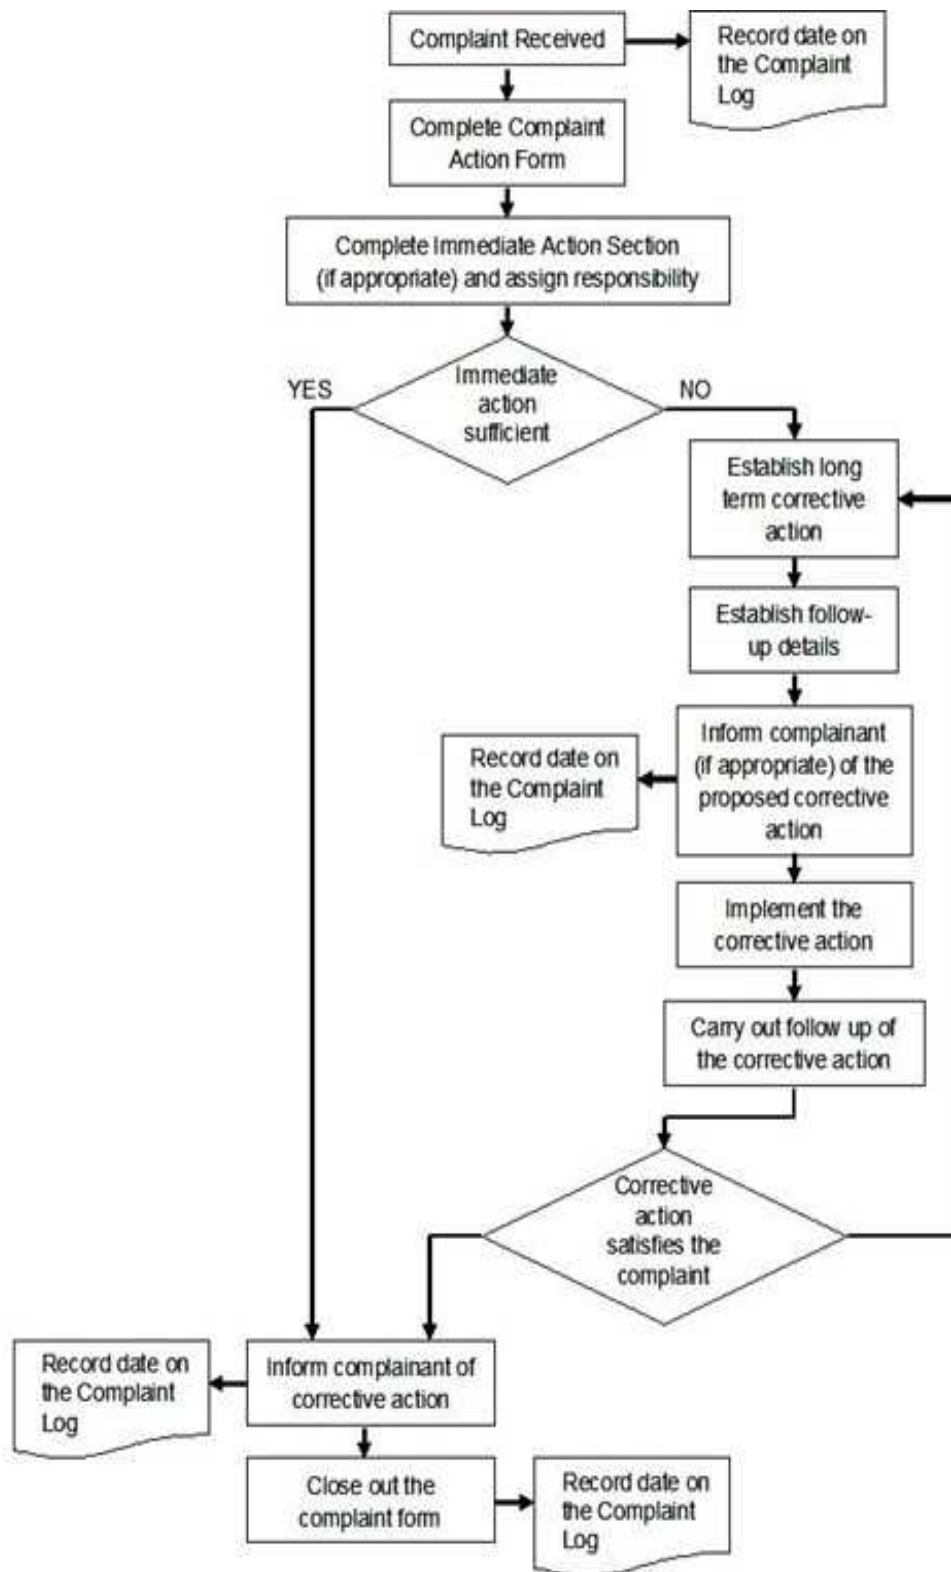 Complaint Received
Record date on
the Complaint
Log
Complete Complaint
Action Form
Complete Immediate Action Section
(if appropriate) and assign responsibility
YES
Immediate
action
sufficient
NO
Establish long
term corrective
action
Establish follow-
up details
Inform complainant
(if appropriate) of the
proposed corrective
action
Record date on
the Complaint
Log
Implement the
corrective action
Carry out follow up of
the corrective action
Corrective
action
satisfies the
complaint
Inform complainant of
corrective action
Record date on
the Complaint
Log
Close out the
complaint form
Record date on
the Complaint
Log